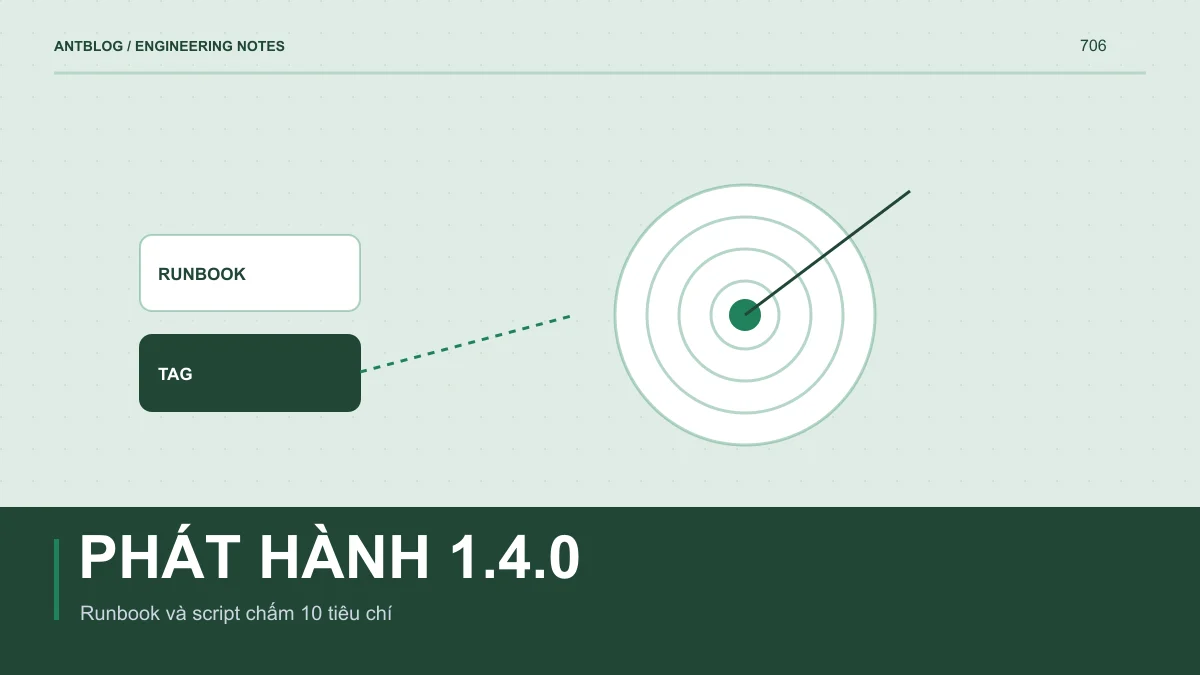 ANTBLOG / ENGINEERING NOTES
706
RUNBOOK
TAG
PHÁT HÀNH 1.4.0
Runbook và script chấm 10 tiêu chí